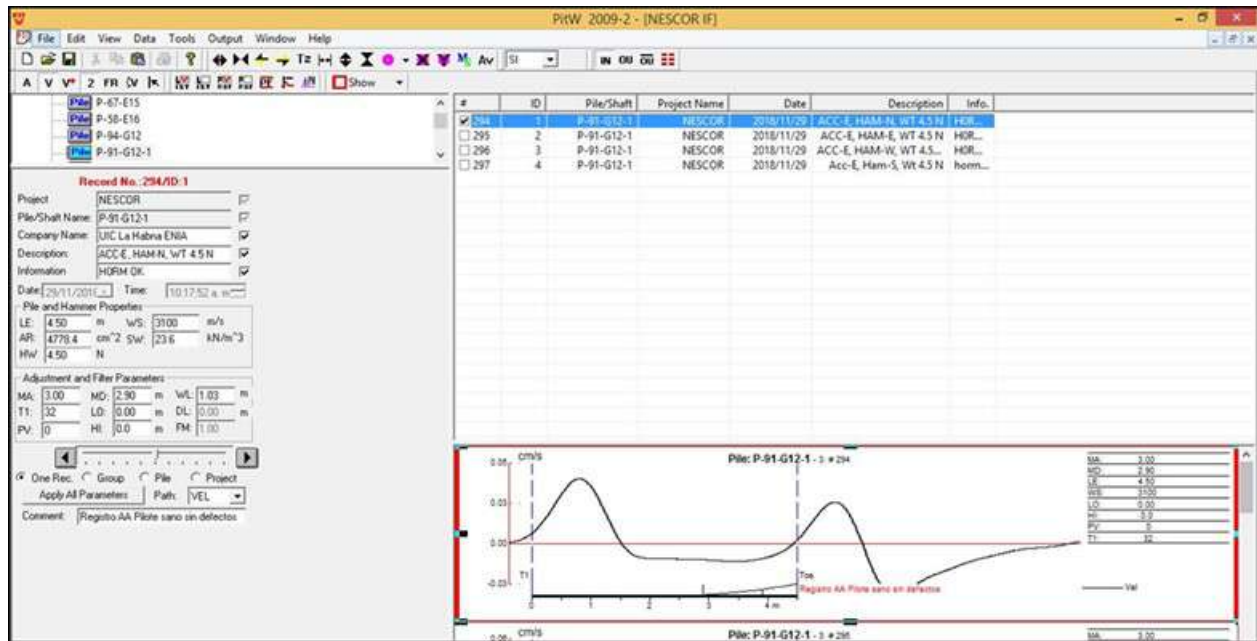 PitW 2009-2 - [NESCOR IF]
File Edit View Data Tools Output Window Help
SI
IN OU OU
A V V* 2 FR
Show
Pile P-67-E15
Pile P-58-E16
Pile P-94-G12
Pile P-91-G12-1
# ID Pile/Shaft Project Name Date Description Info.
294 1 P-91-G12-1 NESCOR 2018/11/29 ACC-E, HAM-N, WT 4.5 N HOR...
295 2 P-91-G12-1 NESCOR 2018/11/29 ACC-E, HAM-E, WT 4.5 N HOR...
296 3 P-91-G12-1 NESCOR 2018/11/29 ACC-E, HAM-W, WT 4.5... HOR...
297 4 P-91-G12-1 NESCOR 2018/11/29 Acc-E, Ham-S, Wt 4.5 N horm...
Record No.:294/ID:1
Project NESCOR
Pile/Shaft Name: P-91-G12-1
Company Name: UIC La Habna ENIA
Description: ACC-E, HAM-N, WT 4.5 N
Information HORM OK.
Date: 29/11/201 Time: 10:17:52 a. m
Pile and Hammer Properties
LE: 4.50 m WS: 3100 m/s
AR: 4778.4 cm^2 SW: 23.6 kN/m^3
HW: 4.50 N
Adjustment and Filter Parameters
MA: 3.00 MD: 2.90 m WL: 1.03 m
T1: 32 LO: 0.00 m DL: 0.00 m
PV: 0 HI: 0.0 m FM: 1.00
One Rec. Group Pile Project
Apply All Parameters Path: VEL
Comment: Registro AA Pilote sano sin defectos
0.06 cm/s Pile: P-91-G12-1 - 3 # 294
0.03
0.00
-0.03
T1 Toe
Registro AA Pilote sano sin defectos
0 1 2 3 4 m
MA: 3.00
MD: 2.90
LE: 4.50
WS: 3100
LO: 0.00
HI: 0.0
PV: 0
T1: 32
Vel
0.06 cm/s Pile: P-91-G12-1 - 3 # 295
MA: 3.00